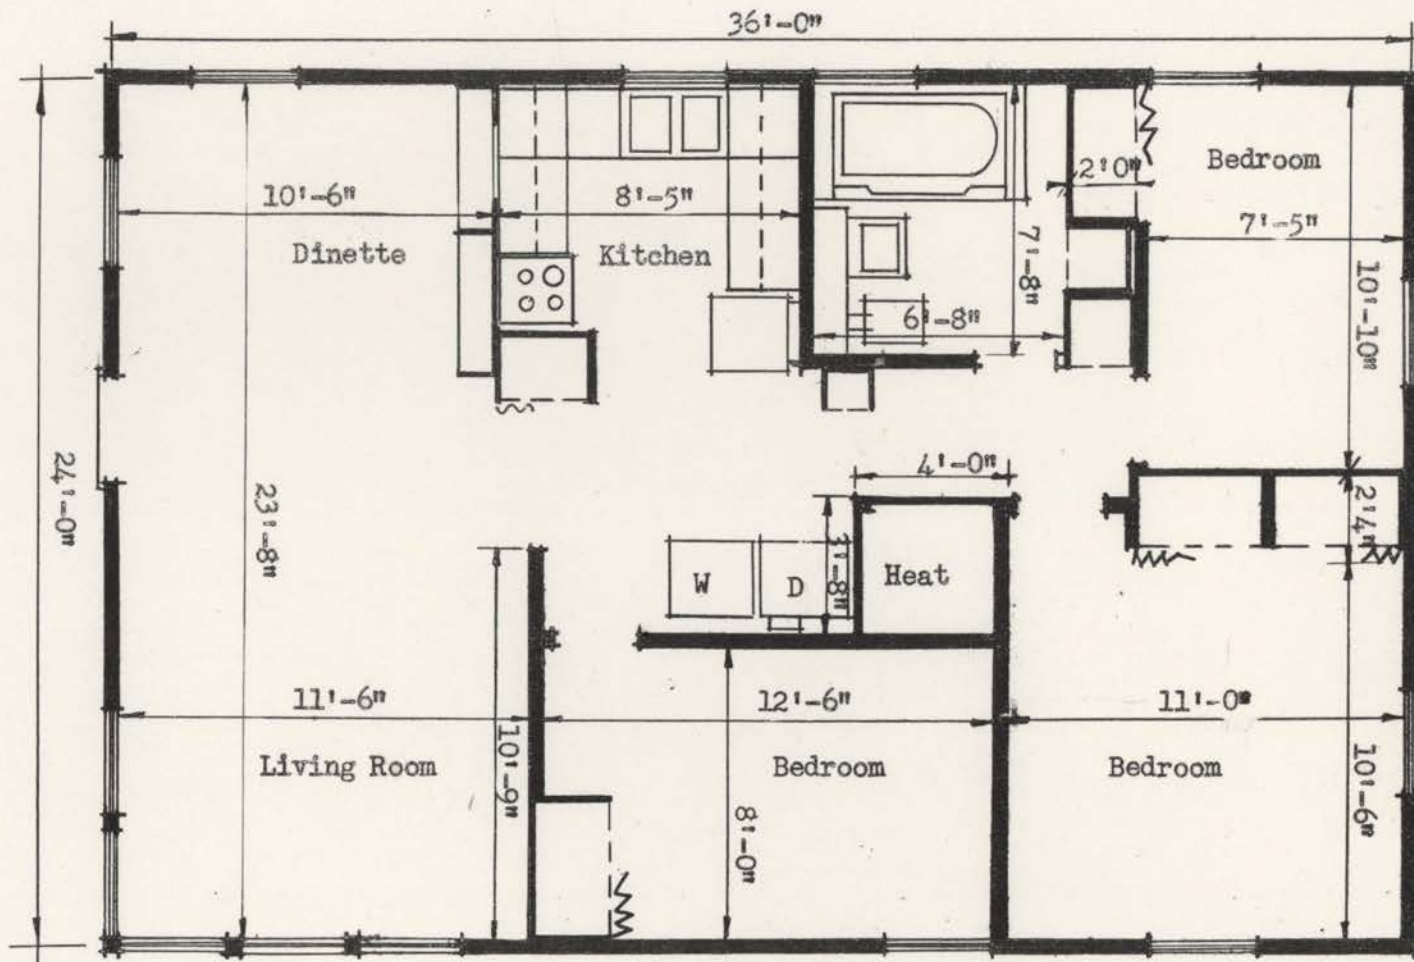 36'-0"
10'-6"
8'-5"
2'0"
Bedroom
7'-5"
Dinette
Kitchen
7'-8"
6'-8"
10'-10"
24'-0"
23'-8"
4'-0"
2'4"
W
D
3'-8"
Heat
11'-6"
12'-6"
11'-0"
Living Room
10'-9"
Bedroom
8'-0"
Bedroom
10'-6"